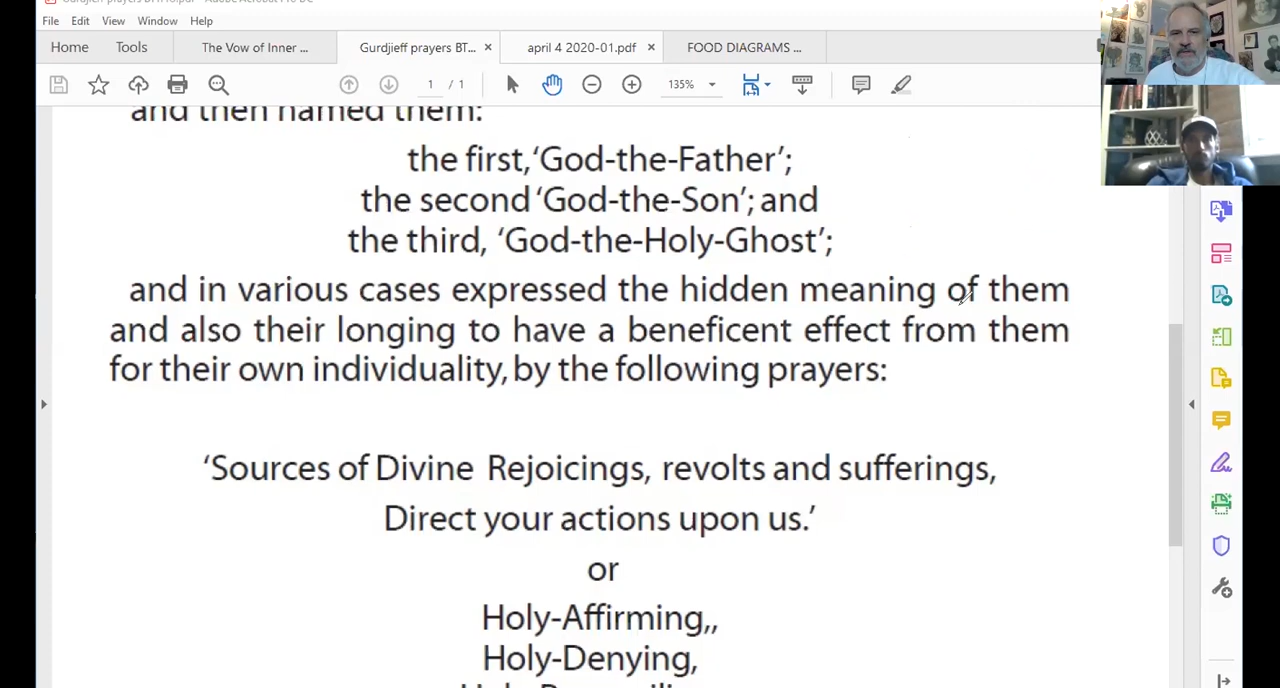 File Edit View Window Help
Home Tools The Vow of Inner ... Gurdjieff prayers BT... × april 4 2020-01.pdf × FOOD DIAGRAMS ...
1 / 1 135%
and then named them:
the first,‘God-the-Father’;
the second ‘God-the-Son’; and
the third, ‘God-the-Holy-Ghost’;
and in various cases expressed the hidden meaning of them
and also their longing to have a beneficent effect from them
for their own individuality, by the following prayers:
‘Sources of Divine Rejoicings, revolts and sufferings,
Direct your actions upon us.’
or
Holy-Affirming,,
Holy-Denying,